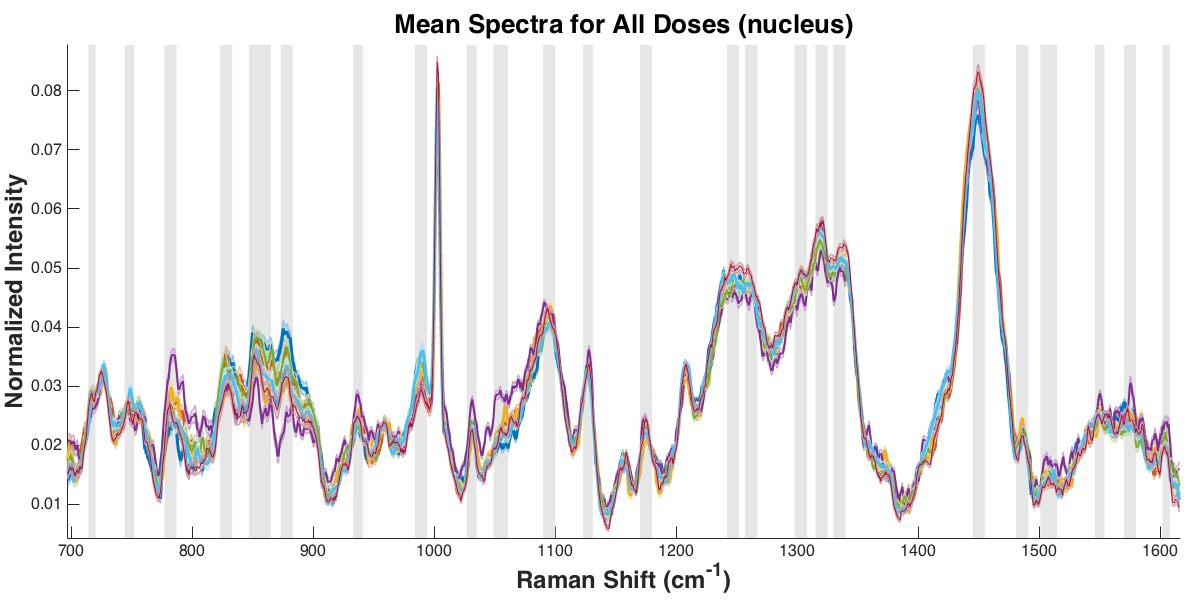 Mean Spectra for All Doses (nucleus)
Normalized Intensity
0.08
0.07
0.06
0.05
0.04
0.03
0.02
0.01
700 800 900 1000 1100 1200 1300 1400 1500 1600
Raman Shift (cm⁻¹)